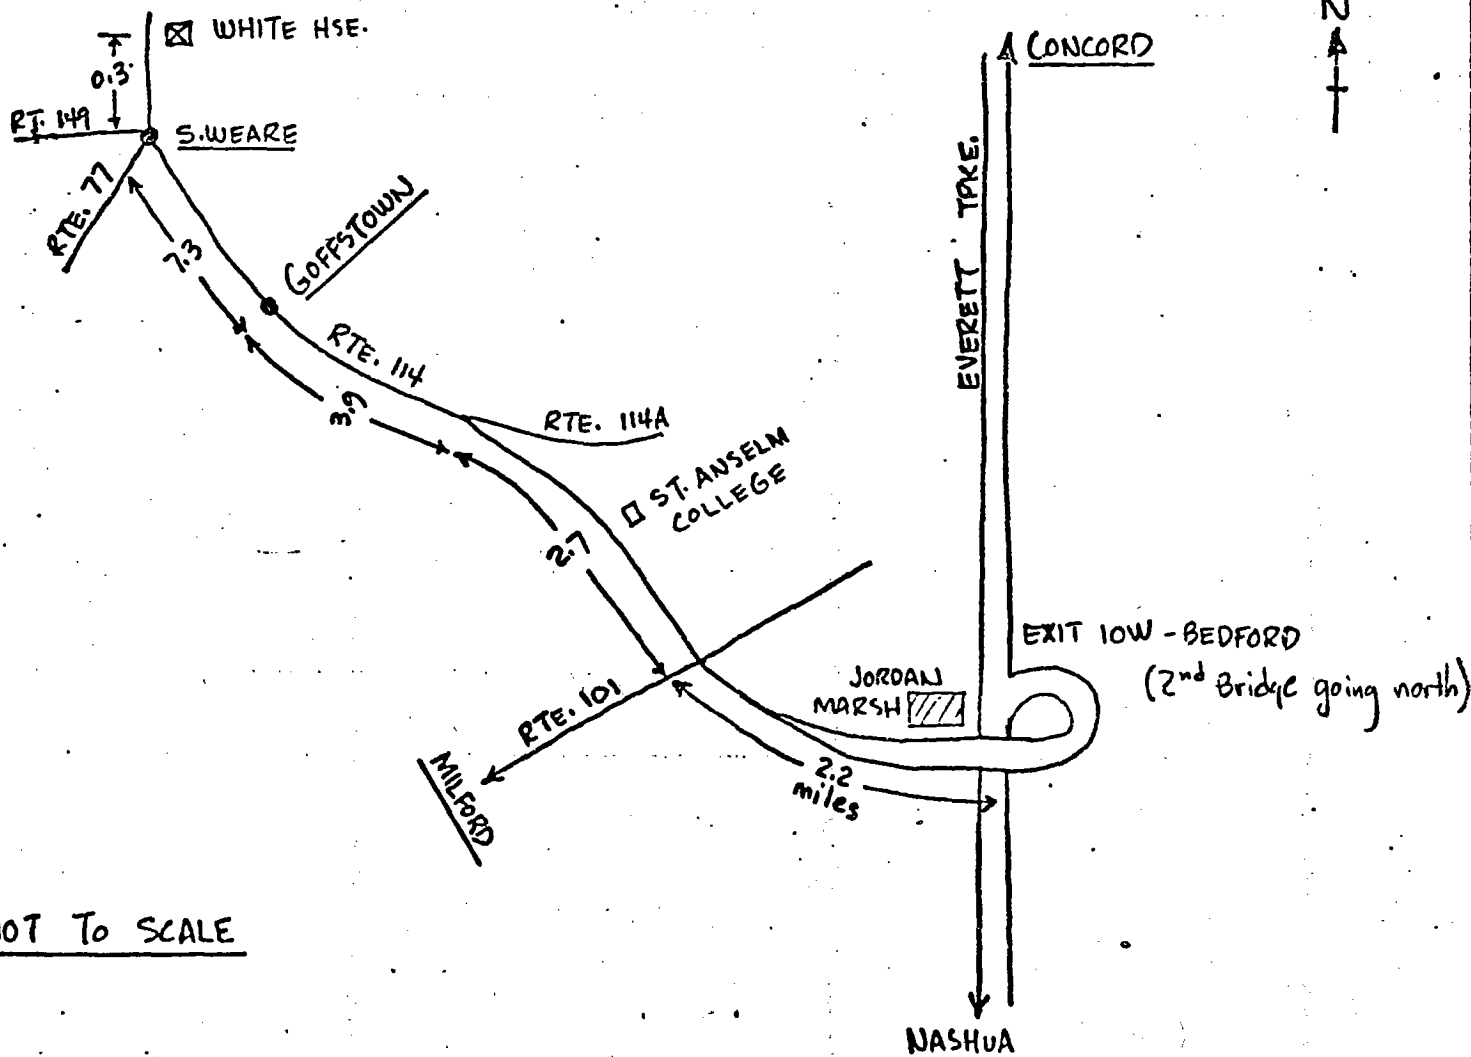 WHITE HSE.
N
CONCORD
0.3
RT. 149
S. WEARE
EVERETT TPKE.
RTE. 77
GOFFSTOWN
7.3
RTE. 114
3.9
RTE. 114A
ST. ANSELM
COLLEGE
2.7
EXIT 10W - BEDFORD
(2nd Bridge going north)
JORDAN
MARSH
RTE. 101
MILFORD
2.2
miles
OT TO SCALE
NASHUA